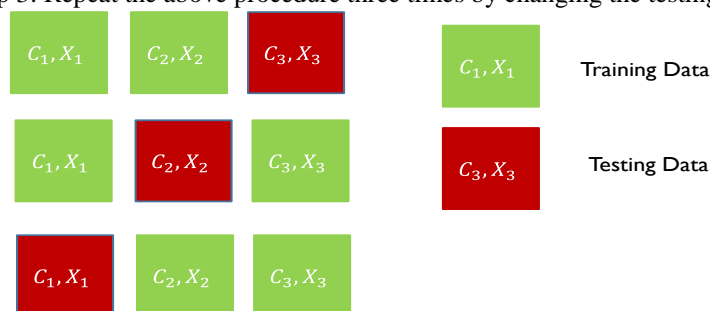 p 3. Repeat the above procedure three times by changing the testing
C₁, X₁ C₂, X₂ C₃, X₃ C₁, X₁ Training Data
C₁, X₁ C₂, X₂ C₃, X₃ C₃, X₃ Testing Data
C₁, X₁ C₂, X₂ C₃, X₃